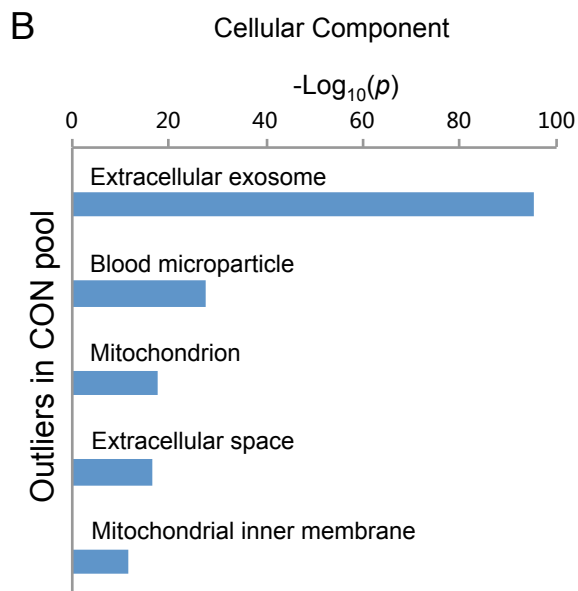 B
Cellular Component
-Log10(p)
0 20 40 60 80 100
Extracellular exosome
Blood microparticle
Mitochondrion
Extracellular space
Mitochondrial inner membrane
Outliers in CON pool